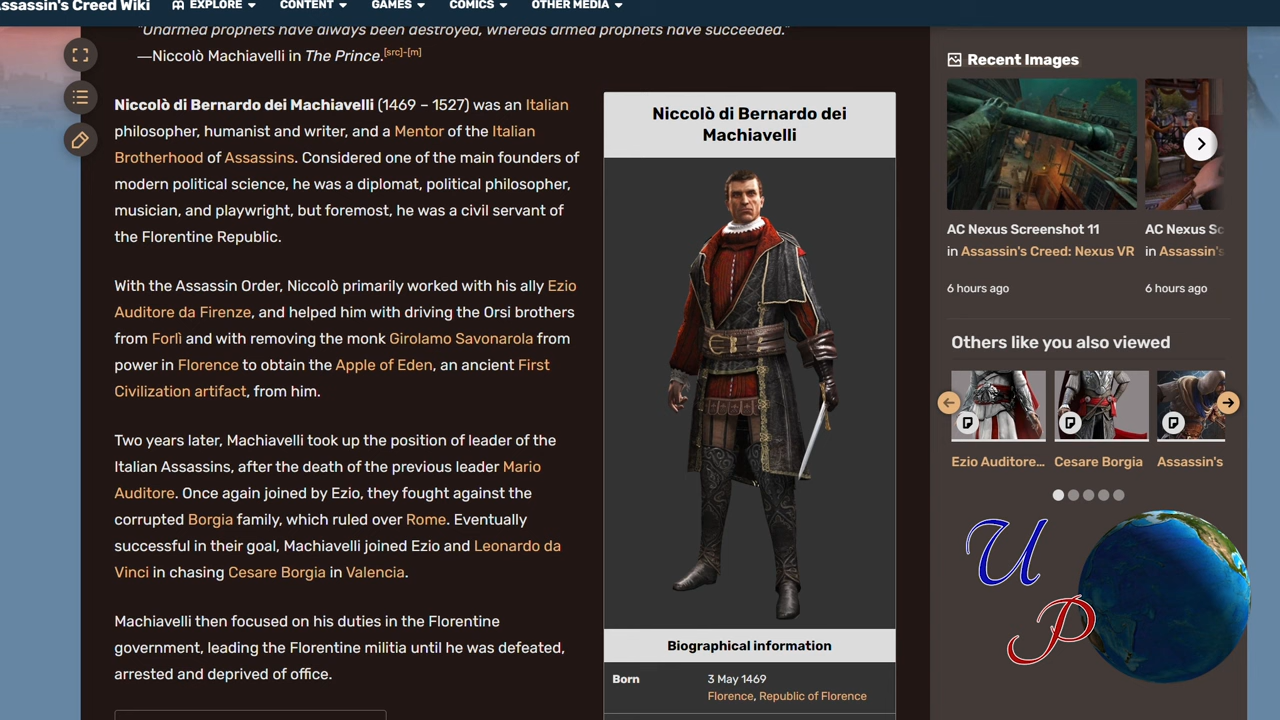 Assassin's Creed Wiki
EXPLORE
CONTENT
GAMES
COMICS
OTHER MEDIA
"Unarmed prophets have always been destroyed, whereas armed prophets have succeeded."
—Niccolò Machiavelli in The Prince.[src]-[m]
Niccolò di Bernardo dei Machiavelli (1469 – 1527) was an Italian
philosopher, humanist and writer, and a Mentor of the Italian
Brotherhood of Assassins. Considered one of the main founders of
modern political science, he was a diplomat, political philosopher,
musician, and playwright, but foremost, he was a civil servant of
the Florentine Republic.
With the Assassin Order, Niccolò primarily worked with his ally Ezio
Auditore da Firenze, and helped him with driving the Orsi brothers
from Forlì and with removing the monk Girolamo Savonarola from
power in Florence to obtain the Apple of Eden, an ancient First
Civilization artifact, from him.
Two years later, Machiavelli took up the position of leader of the
Italian Assassins, after the death of the previous leader Mario
Auditore. Once again joined by Ezio, they fought against the
corrupted Borgia family, which ruled over Rome. Eventually
successful in their goal, Machiavelli joined Ezio and Leonardo da
Vinci in chasing Cesare Borgia in Valencia.
Machiavelli then focused on his duties in the Florentine
government, leading the Florentine militia until he was defeated,
arrested and deprived of office.
Niccolò di Bernardo dei
Machiavelli
Biographical information
Born
3 May 1469
Florence, Republic of Florence
Recent Images
AC Nexus Screenshot 11
in Assassin's Creed: Nexus VR
6 hours ago
AC Nexus Sc
in Assassin's
6 hours ago
Others like you also viewed
Ezio Auditore…
Cesare Borgia
Assassin's
U
P